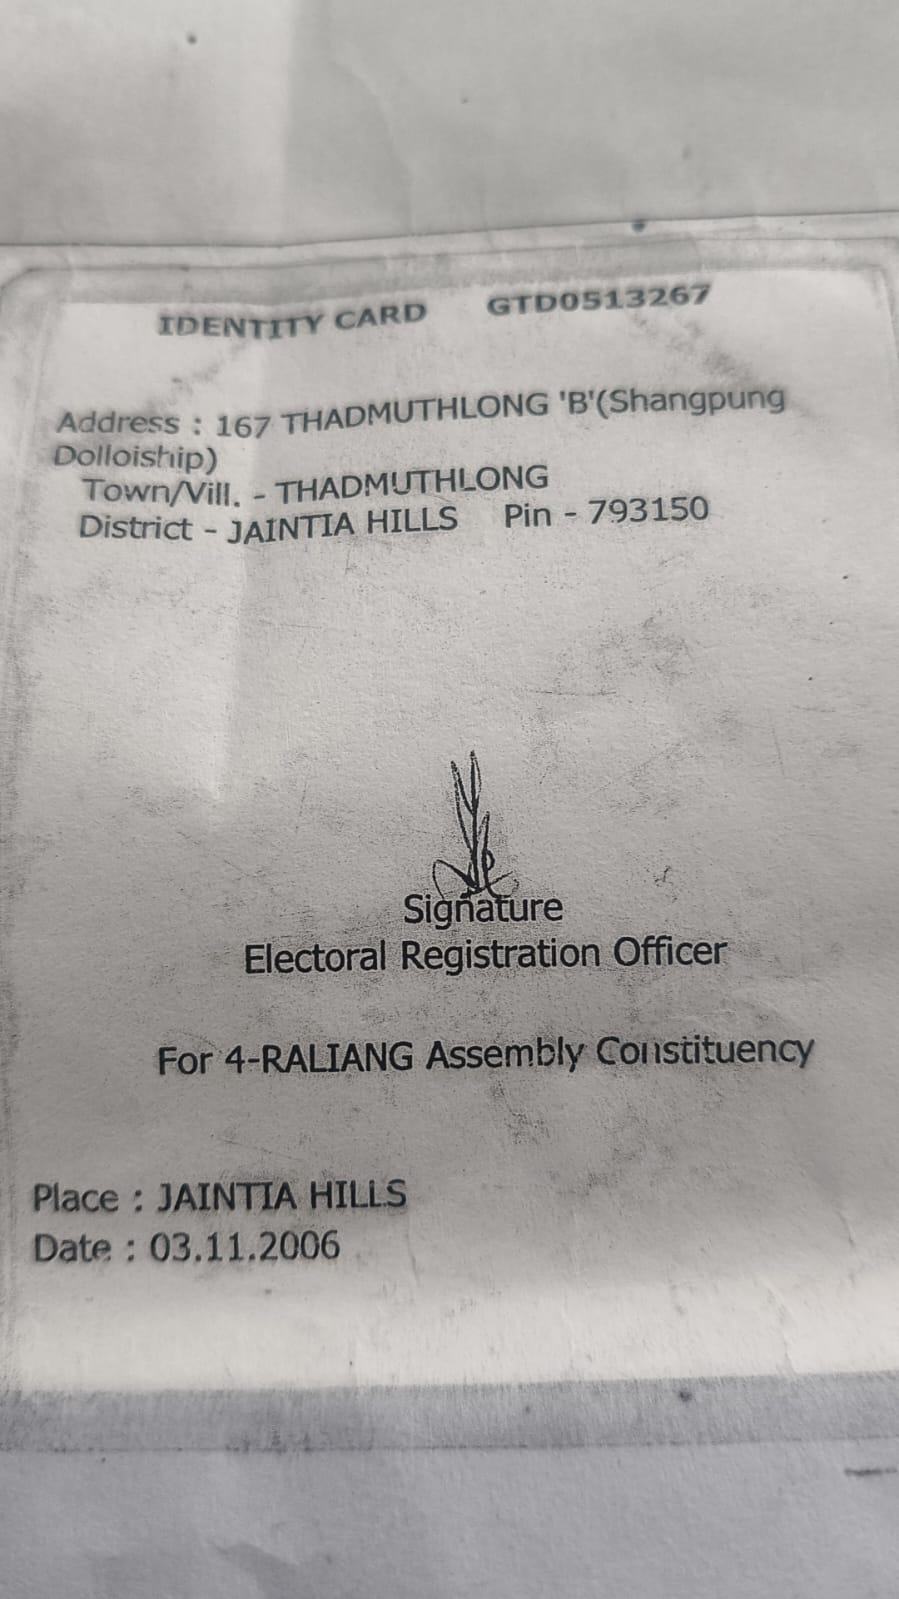 IDENTITY CARD GTD0513267
Address : 167 THADMUTHLONG 'B'(Shangpung
Dolloiship)
Town/Vill. - THADMUTHLONG
District - JAINTIA HILLS Pin - 793150
Signature
Electoral Registration Officer
For 4-RALIANG Assembly Constituency
Place : JAINTIA HILLS
Date : 03.11.2006